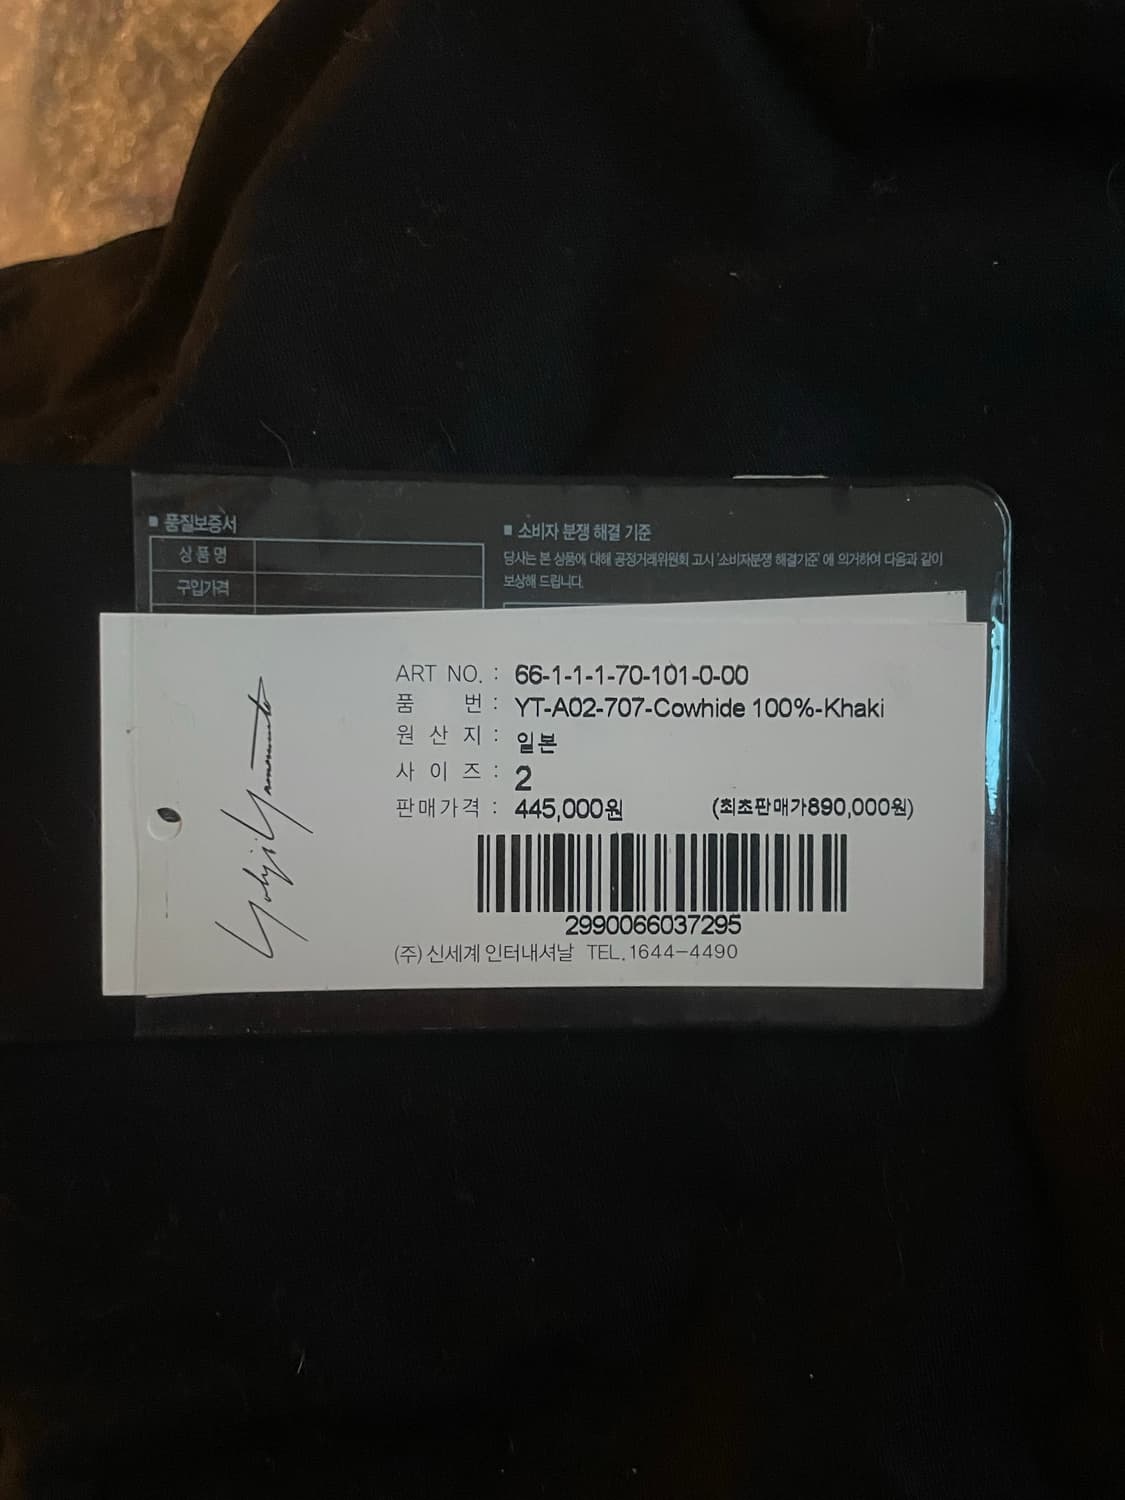 ■ 품질보증서
상품명
구입가격
■ 소비자 분쟁 해결 기준
당사는 본 상품에 대해 공정거래위원회 고시 '소비자분쟁 해결기준' 에 의거하여 다음과 같이
보상해 드립니다.
Yohji Yamamoto
ART NO. : 66-1-1-1-70-101-0-00
품 번 : YT-A02-707-Cowhide 100%-Khaki
원 산 지 : 일본
사 이 즈 : 2
판매가격 : 445,000원 (최초판매가890,000원)
2990066037295
(주) 신세계 인터내셔날 TEL. 1644-4490